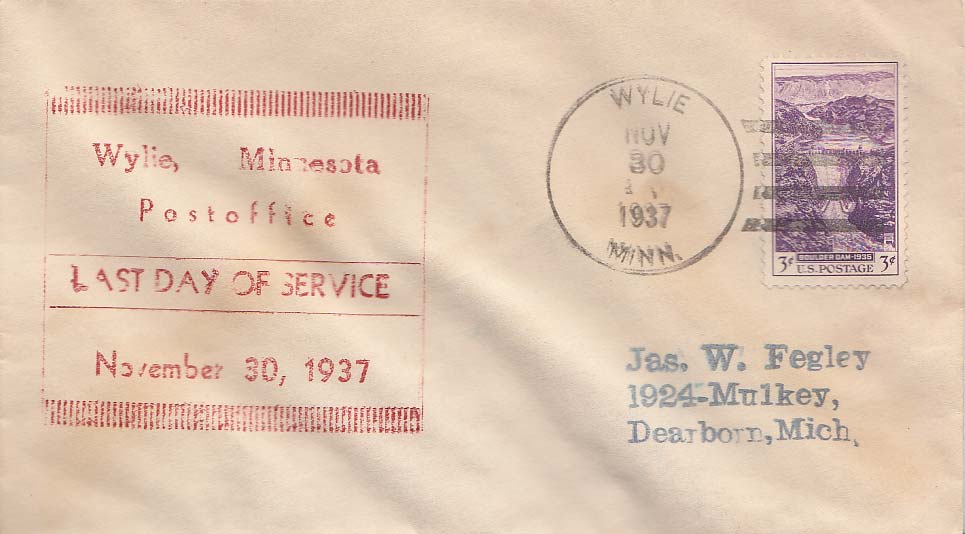 Wylie, Minnesota
Postoffice
LAST DAY OF SERVICE
November 30, 1937
WYLIE
NOV
30
1937
MINN.
BOULDER DAM-1935
3¢ U.S. POSTAGE 3¢
Jas. W. Fegley
1924-Mulkey,
Dearborn, Mich.